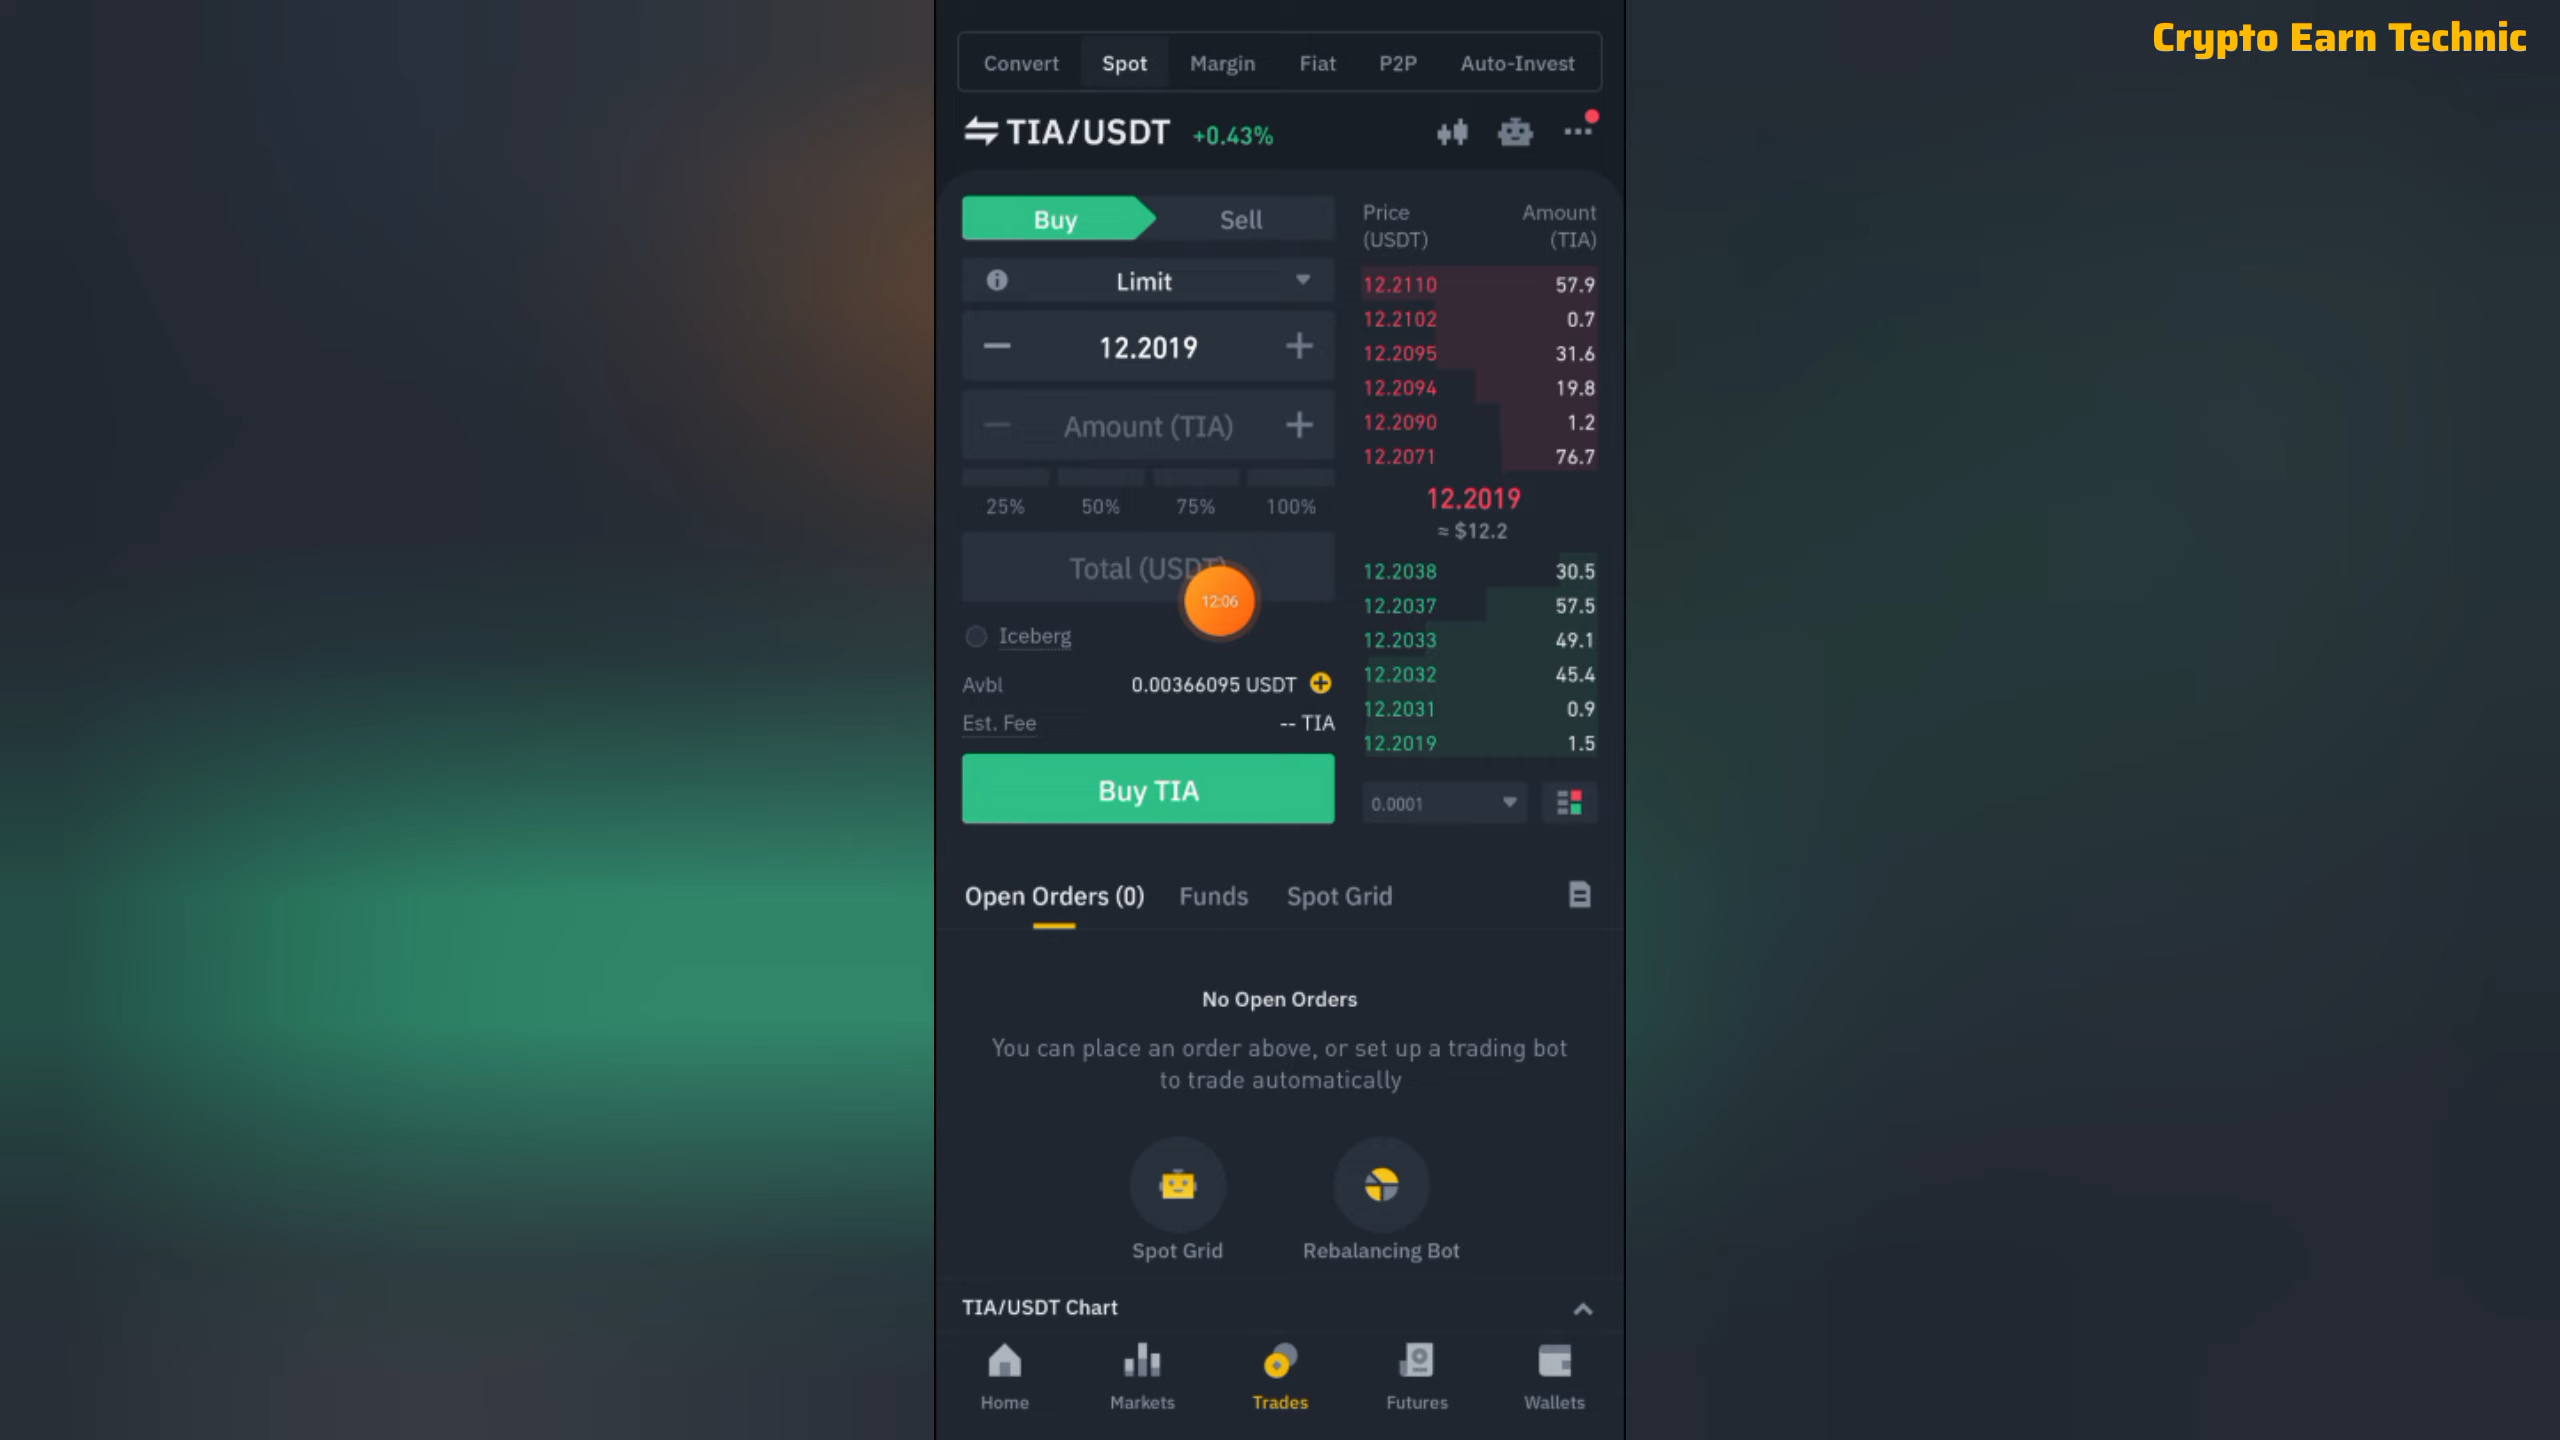 Crypto Earn Technic
Convert Spot Margin Fiat P2P Auto-Invest
TIA/USDT +0.43%
Buy Sell
Limit
12.2019
Amount (TIA)
25% 50% 75% 100%
Total (USDT)
12:06
Iceberg
Avbl 0.00366095 USDT
Est. Fee -- TIA
Buy TIA
Price Amount
(USDT) (TIA)
12.2110 57.9
12.2102 0.7
12.2095 31.6
12.2094 19.8
12.2090 1.2
12.2071 76.7
12.2019
≈ $12.2
12.2038 30.5
12.2037 57.5
12.2033 49.1
12.2032 45.4
12.2031 0.9
12.2019 1.5
0.0001
Open Orders (0) Funds Spot Grid
No Open Orders
You can place an order above, or set up a trading bot
to trade automatically
Spot Grid Rebalancing Bot
TIA/USDT Chart
Home Markets Trades Futures Wallets